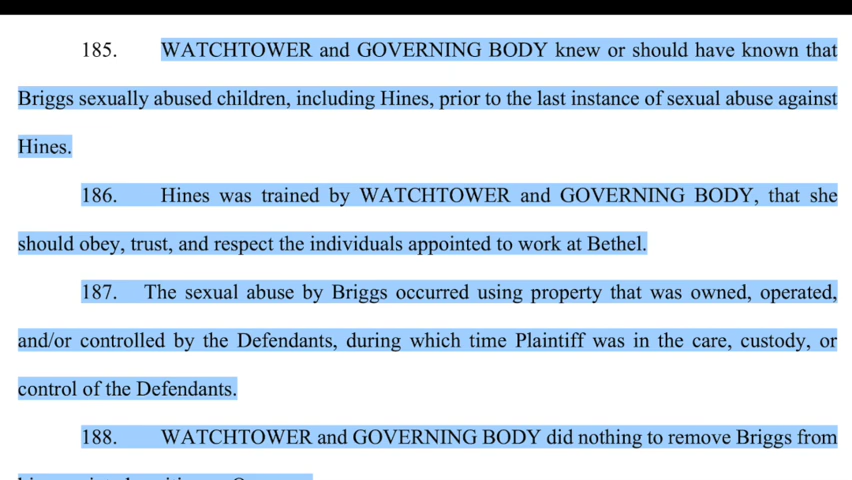 185. WATCHTOWER and GOVERNING BODY knew or should have known that
Briggs sexually abused children, including Hines, prior to the last instance of sexual abuse against
Hines.
186. Hines was trained by WATCHTOWER and GOVERNING BODY, that she
should obey, trust, and respect the individuals appointed to work at Bethel.
187. The sexual abuse by Briggs occurred using property that was owned, operated,
and/or controlled by the Defendants, during which time Plaintiff was in the care, custody, or
control of the Defendants.
188. WATCHTOWER and GOVERNING BODY did nothing to remove Briggs from